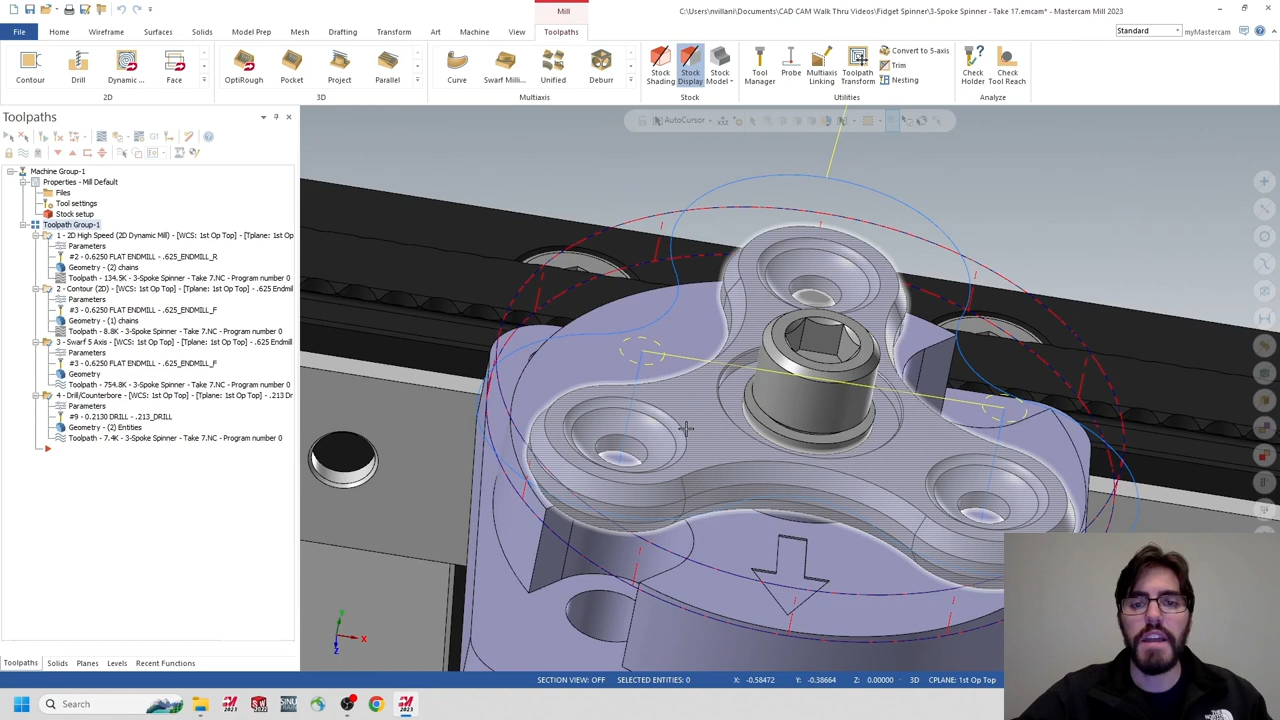 Mill
C:\Users\nvillani\Documents\CAD CAM Walk Thru Videos\Fidget Spinner\3-Spoke Spinner - Take 17.emcam* - Mastercam Mill 2023
File Home Wireframe Surfaces Solids Model Prep Mesh Drafting Transform Art Machine View Toolpaths
Standard myMastercam
Contour Drill Dynamic ... Face OptiRough Pocket Project Parallel Curve Swarf Milli... Unified Deburr Stock Shading Stock Display Stock Model Tool Manager Probe Multiaxis Linking Toolpath Transform Convert to 5-axis Trim Nesting Check Holder Check Tool Reach
2D 3D Multiaxis Stock Utilities Analyze
Toolpaths
AutoCursor
G1
Machine Group-1
Properties - Mill Default
Files
Tool settings
Stock setup
Toolpath Group-1
1 - 2D High Speed (2D Dynamic Mill) - [WCS: 1st Op Top] - [Tplane: 1st Op
Parameters
#2 - 0.6250 FLAT ENDMILL - .625_ENDMILL_R
Geometry - (2) chains
Toolpath - 134.5K - 3-Spoke Spinner - Take 7.NC - Program number 0
2 - Contour (2D) - [WCS: 1st Op Top] - [Tplane: 1st Op Top] - .625 Endmil
Parameters
#3 - 0.6250 FLAT ENDMILL - .625_ENDMILL_F
Geometry - (1) chains
Toolpath - 8.8K - 3-Spoke Spinner - Take 7.NC - Program number 0
3 - Swarf 5 Axis - [WCS: 1st Op Top] - [Tplane: 1st Op Top] - .625 Endmill
Parameters
#3 - 0.6250 FLAT ENDMILL - .625_ENDMILL_F
Geometry
Toolpath - 754.8K - 3-Spoke Spinner - Take 7.NC - Program number 0
4 - Drill/Counterbore - [WCS: 1st Op Top] - [Tplane: 1st Op Top] - .213 Dr
Parameters
#9 - 0.2130 DRILL - .213_DRILL
Geometry - (2) Entities
Toolpath - 7.4K - 3-Spoke Spinner - Take 7.NC - Program number 0
Y
X
Z
Toolpaths Solids Planes Levels Recent Functions
SECTION VIEW: OFF SELECTED ENTITIES: 0 X: -0.58472 Y: -0.38664 Z: 0.00000 3D CPLANE: 1st Op Top
Search